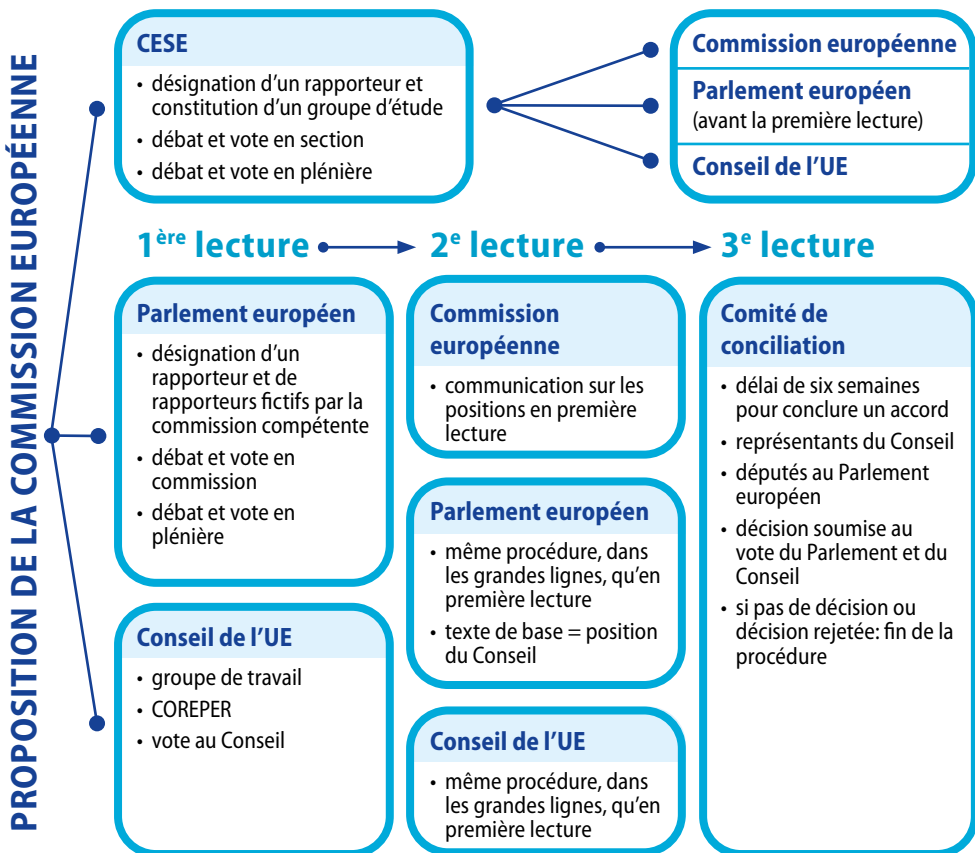 PROPOSITION DE LA COMMISSION EUROPÉENNE
CESE
• désignation d'un rapporteur et
constitution d'un groupe d'étude
• débat et vote en section
• débat et vote en plénière
Commission européenne
Parlement européen
(avant la première lecture)
Conseil de l'UE
1ère lecture
2e lecture
3e lecture
Parlement européen
• désignation d'un
rapporteur et de
rapporteurs fictifs par la
commission compétente
• débat et vote en
commission
• débat et vote en
plénière
Conseil de l'UE
• groupe de travail
• COREPER
• vote au Conseil
Commission
européenne
• communication sur les
positions en première
lecture
Parlement européen
• même procédure, dans
les grandes lignes, qu'en
première lecture
• texte de base = position
du Conseil
Conseil de l'UE
• même procédure, dans
les grandes lignes, qu'en
première lecture
Comité de
conciliation
• délai de six semaines
pour conclure un accord
• représentants du Conseil
• députés au Parlement
européen
• décision soumise au
vote du Parlement et du
Conseil
• si pas de décision ou
décision rejetée: fin de la
procédure